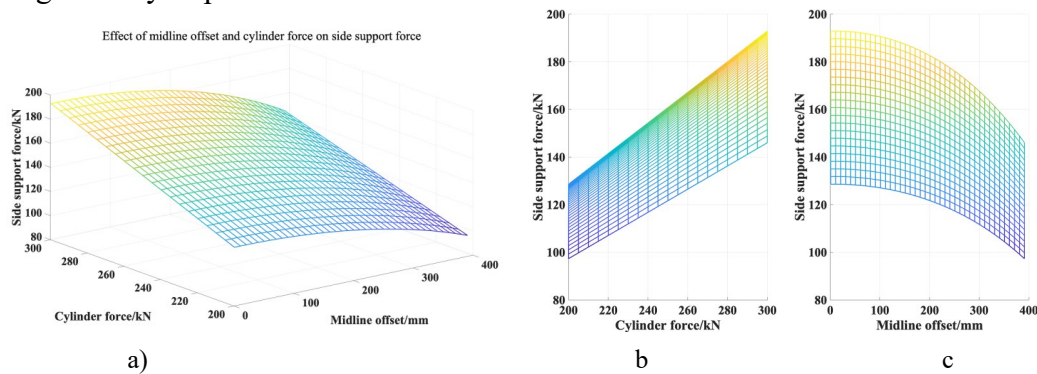 Effect of midline offset and cylinder force on side support force
200
180
160
140
120
100
80
Side support force/kN
300
280
260
240
220
200
Cylinder force/kN
0
100
200
300
400
Midline offset/mm
a)
200
180
160
140
120
100
80
Side support force/kN
200 220 240 260 280 300
Cylinder force/kN
b
200
180
160
140
120
100
80
Side support force/kN
0 100 200 300 400
Midline offset/mm
c